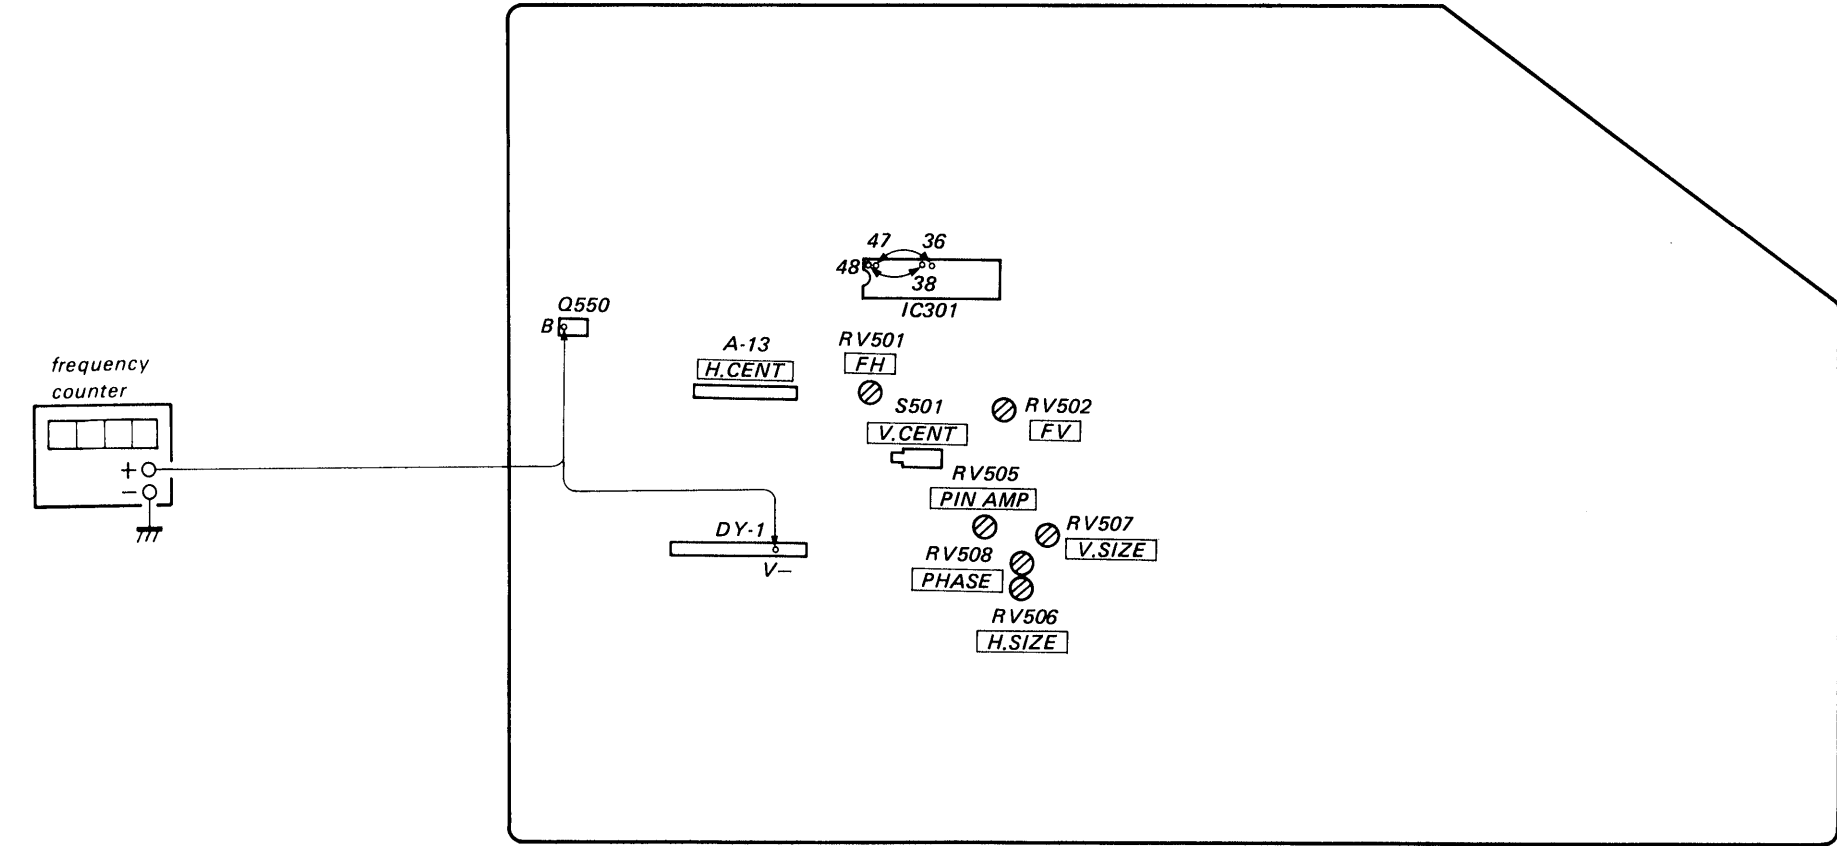 47 36
48
38
IC301
Q550
B
frequency
counter
+
−
A-13
H.CENT
RV501
FH
S501
V.CENT
RV502
FV
RV505
PIN AMP
DY-1
V−
RV507
V.SIZE
RV508
PHASE
RV506
H.SIZE